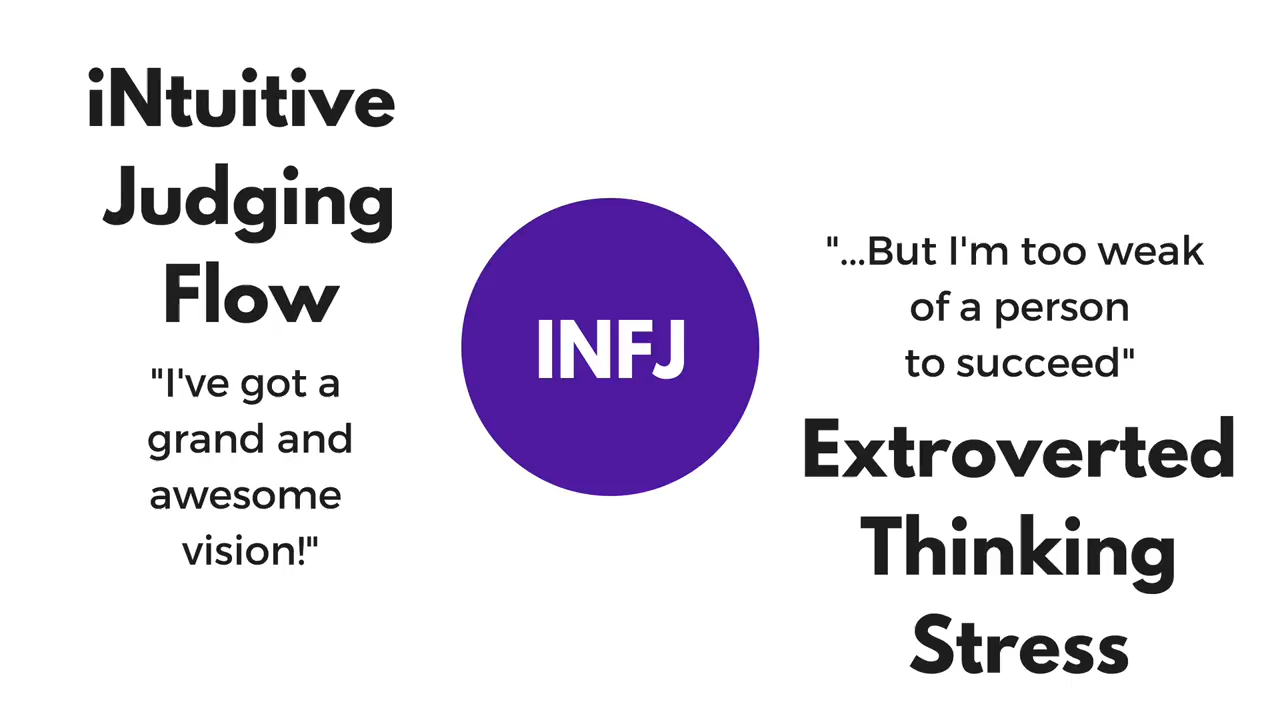 iNtuitive
Judging
Flow
"I've got a
grand and
awesome
vision!"
INFJ
"...But I'm too weak
of a person
to succeed"
Extroverted
Thinking
Stress